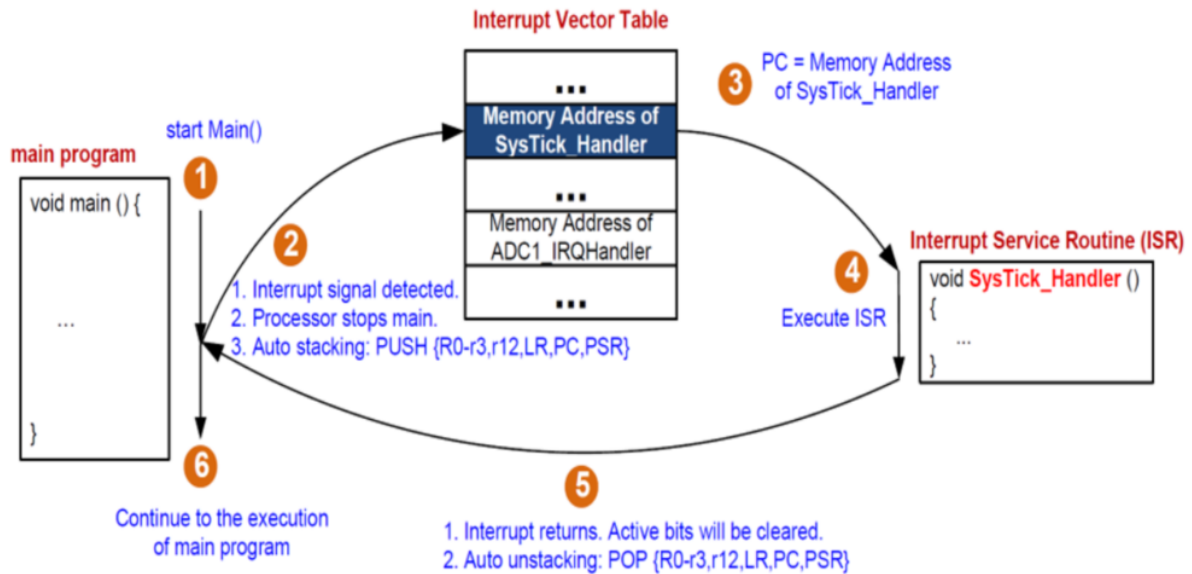 Interrupt Vector Table
...
Memory Address of
SysTick_Handler
...
Memory Address of
ADC1_IRQHandler
...
3
PC = Memory Address
of SysTick_Handler
start Main()
1
main program
void main () {
...
}
2
1. Interrupt signal detected.
2. Processor stops main.
3. Auto stacking: PUSH {R0-r3,r12,LR,PC,PSR}
4
Execute ISR
Interrupt Service Routine (ISR)
void SysTick_Handler ()
{
...
}
5
1. Interrupt returns. Active bits will be cleared.
2. Auto unstacking: POP {R0-r3,r12,LR,PC,PSR}
6
Continue to the execution
of main program